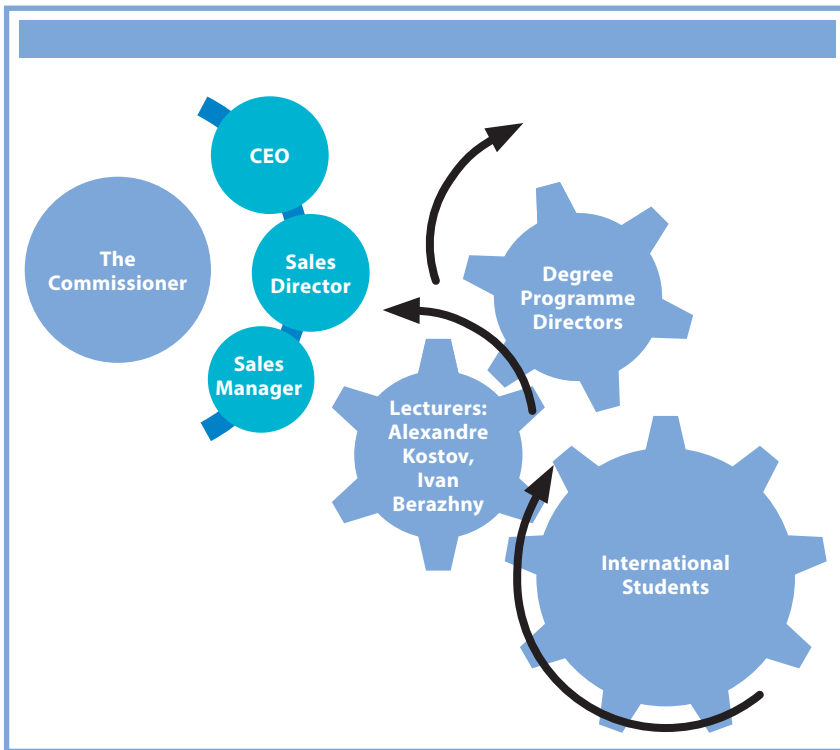 The
Commissioner
CEO
Sales
Director
Sales
Manager
Degree
Programme
Directors
Lecturers:
Alexandre
Kostov,
Ivan
Berazhny
International
Students